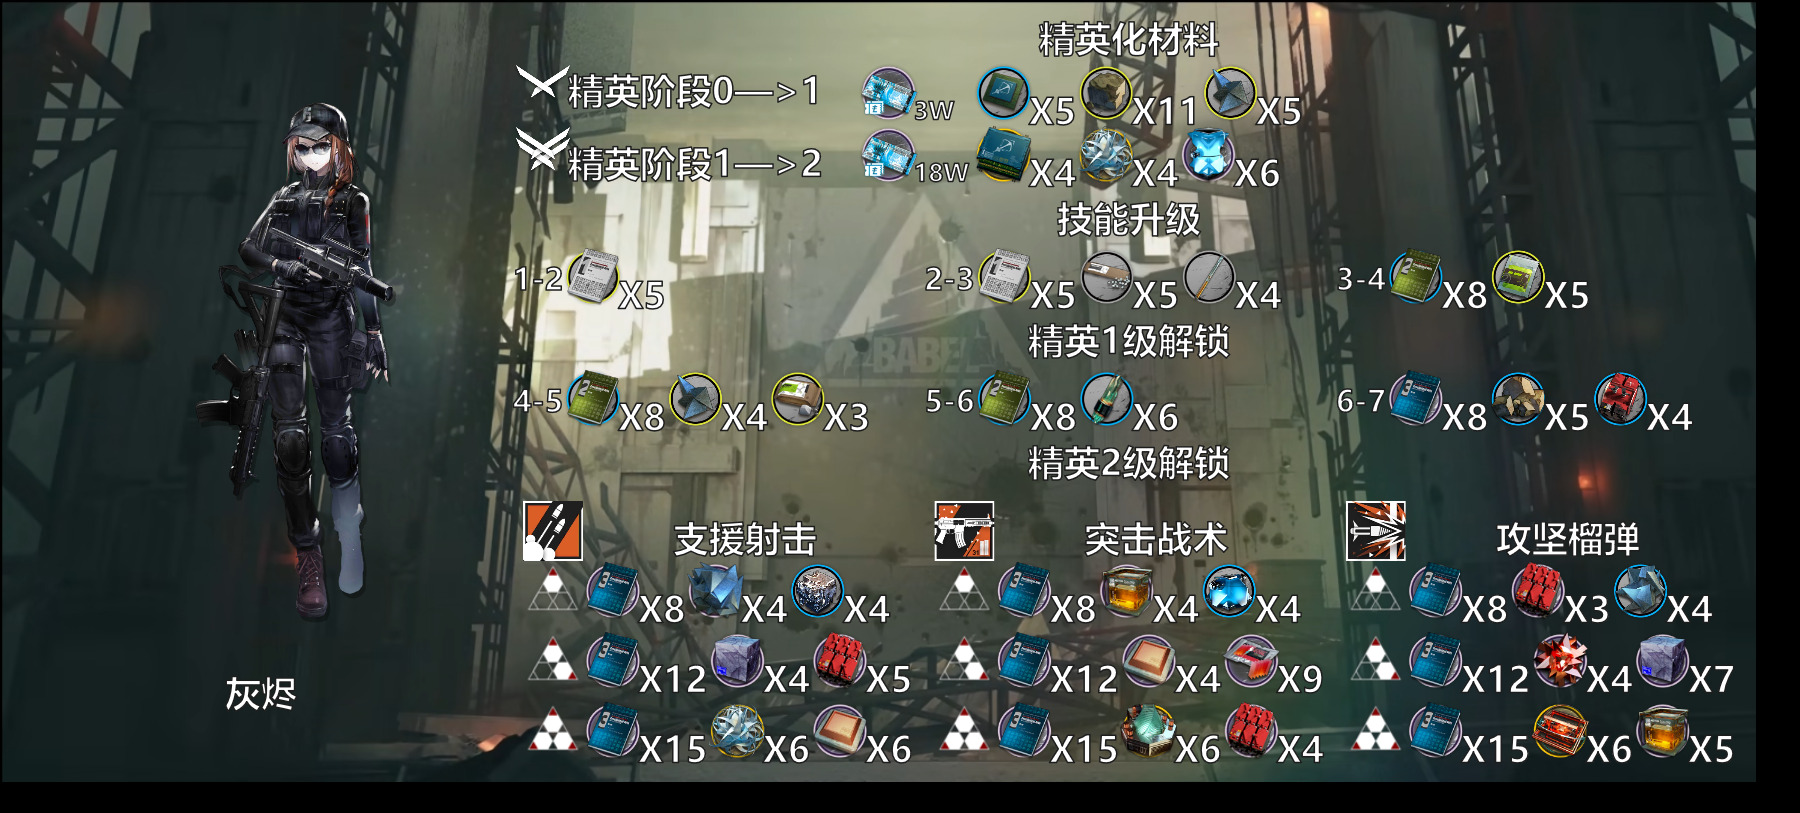 精英化材料
精英阶段0—>1 3W X5 X11 X5
精英阶段1—>2 18W X4 X4 X6
技能升级
1-2 X5 2-3 X5 X5 X4 3-4 X8 X5
精英1级解锁
BABEL
4-5 X8 X4 X3 5-6 X8 X6 6-7 X8 X5 X4
精英2级解锁
支援射击 突击战术 攻坚榴弹
X8 X4 X4 X8 X4 X4 X8 X3 X4
X12 X4 X5 X12 X4 X9 X12 X4 X7
灰烬
X15 X6 X6 X15 X6 X4 X15 X6 X5